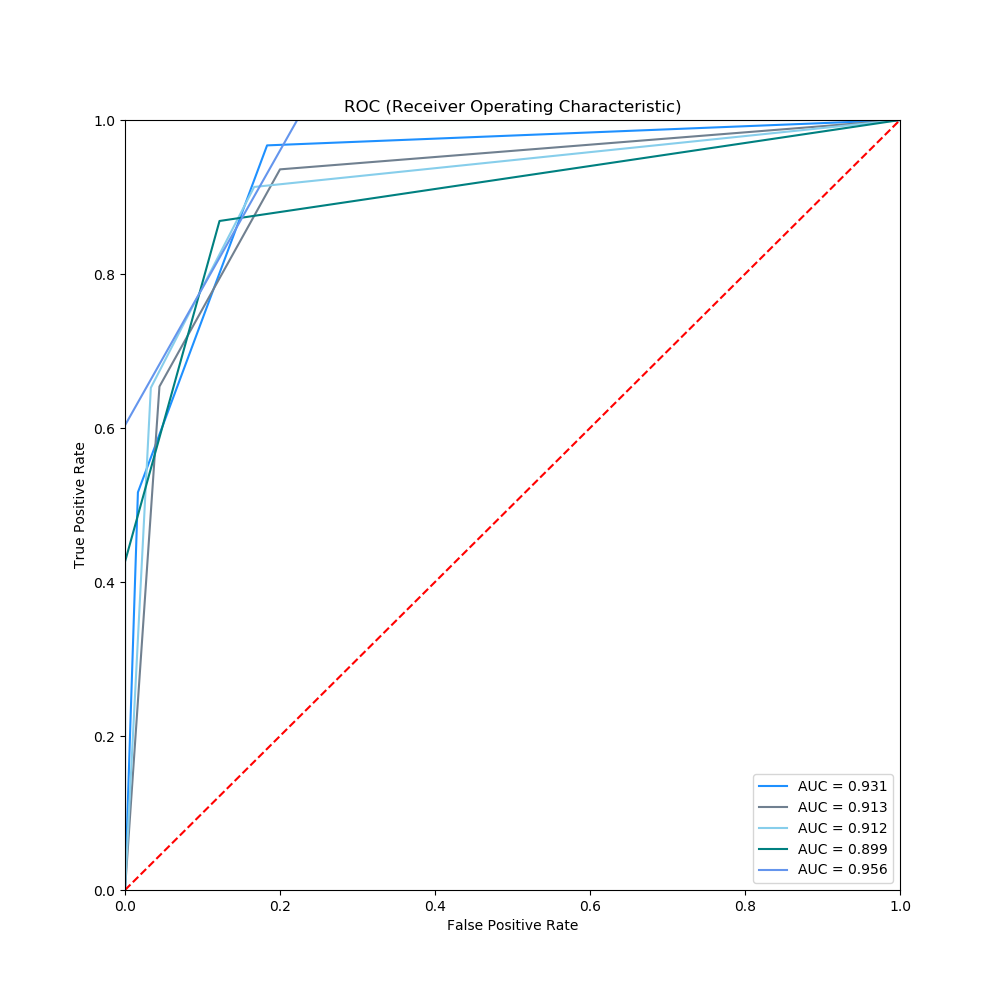 ROC (Receiver Operating Characteristic)
1.0
0.8
0.6
0.4
0.2
0.0
True Positive Rate
0.0 0.2 0.4 0.6 0.8 1.0
False Positive Rate
AUC = 0.931
AUC = 0.913
AUC = 0.912
AUC = 0.899
AUC = 0.956